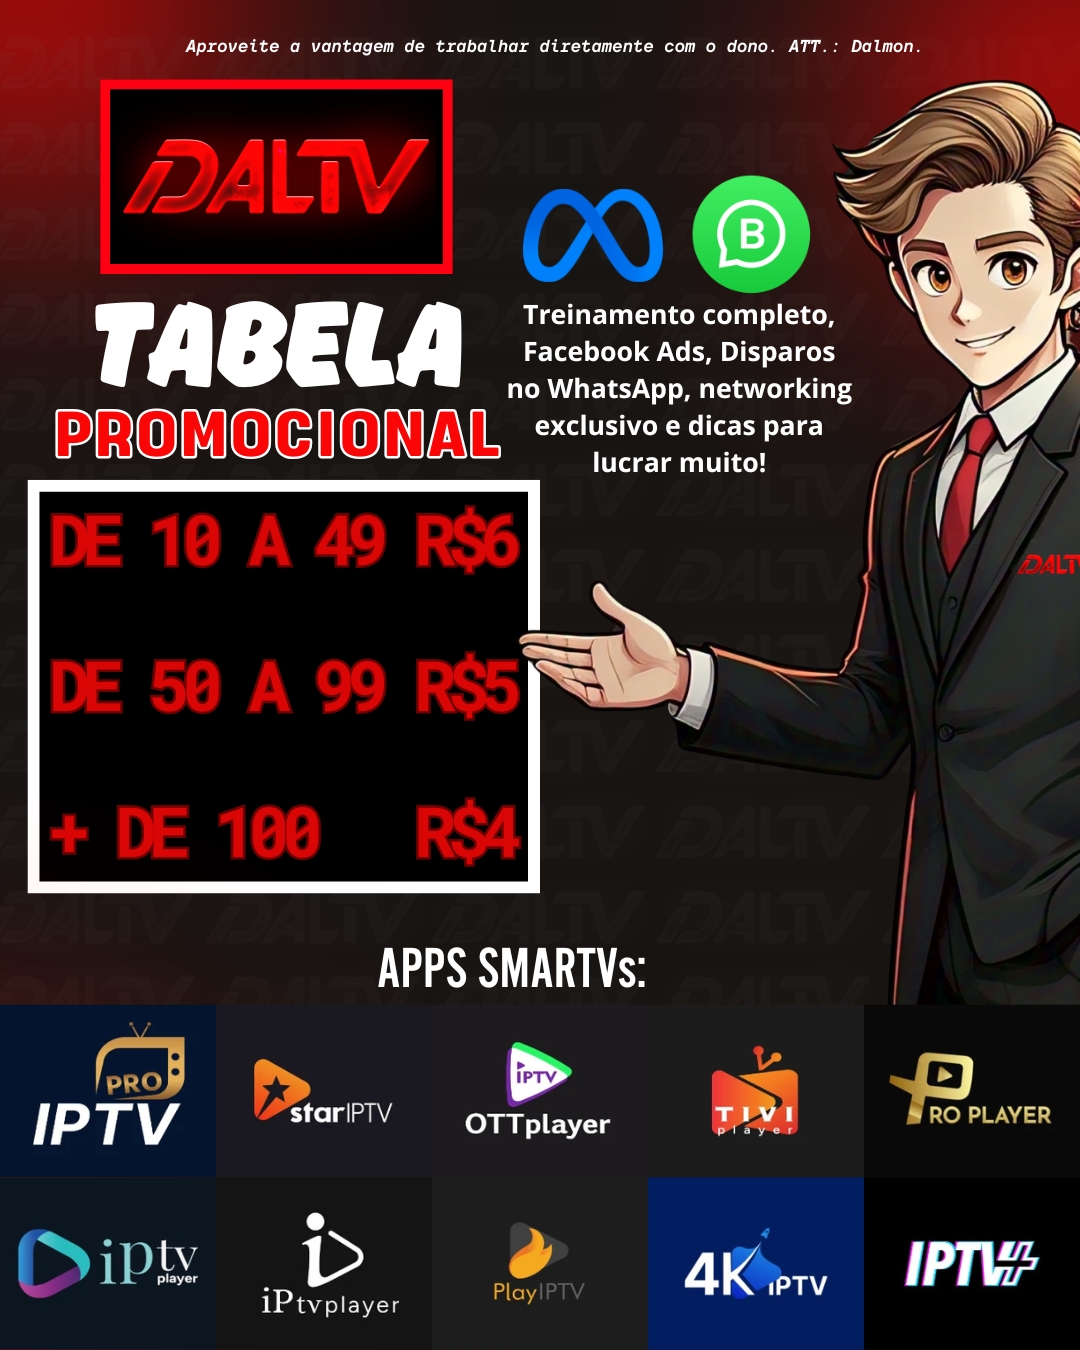 Aproveite a vantagem de trabalhar diretamente com o dono. ATT.: Dalmon.
DALTV
TABELA
PROMOCIONAL
B
Treinamento completo,
Facebook Ads, Disparos
no WhatsApp, networking
exclusivo e dicas para
lucrar muito!
DE 10 A 49 R$6
DE 50 A 99 R$5
+ DE 100 R$4
DALTV
APPS SMARTVs:
PRO
IPTV
starIPTV
IPTV
OTTplayer
TIVI
player
PRO PLAYER
iptv
player
iPtvplayer
PlayIPTV
4K IPTV
IPTV+